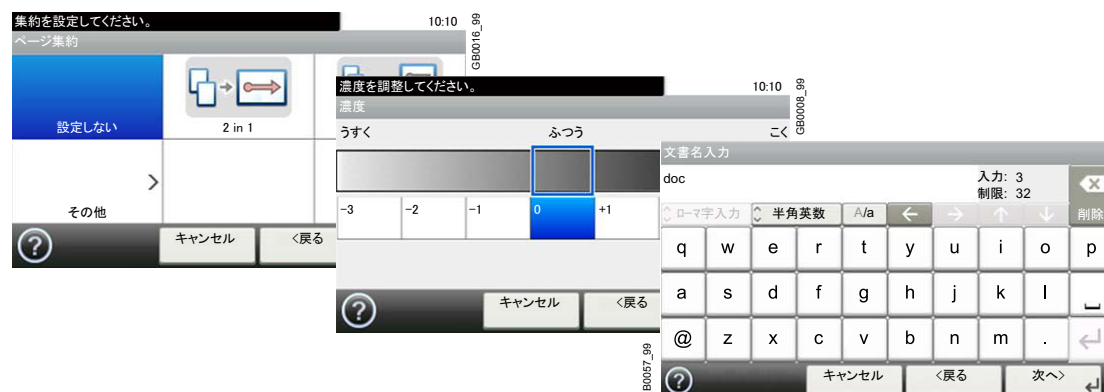 集約を設定してください。
10:10
ページ集約
設定しない
2 in 1
その他
キャンセル
<戻る
GB0016_99
濃度を調整してください。
10:10
濃度
うすく
ふつう
こく
-3
-2
-1
0
+1
キャンセル
<戻る
GB0008_99
文書名入力
doc
入力: 3
制限: 32
ローマ字入力
半角英数
A/a
削除
q w e r t y u i o p
a s d f g h j k l
@ z x c v b n m .
キャンセル
<戻る
次へ>
B0057_99